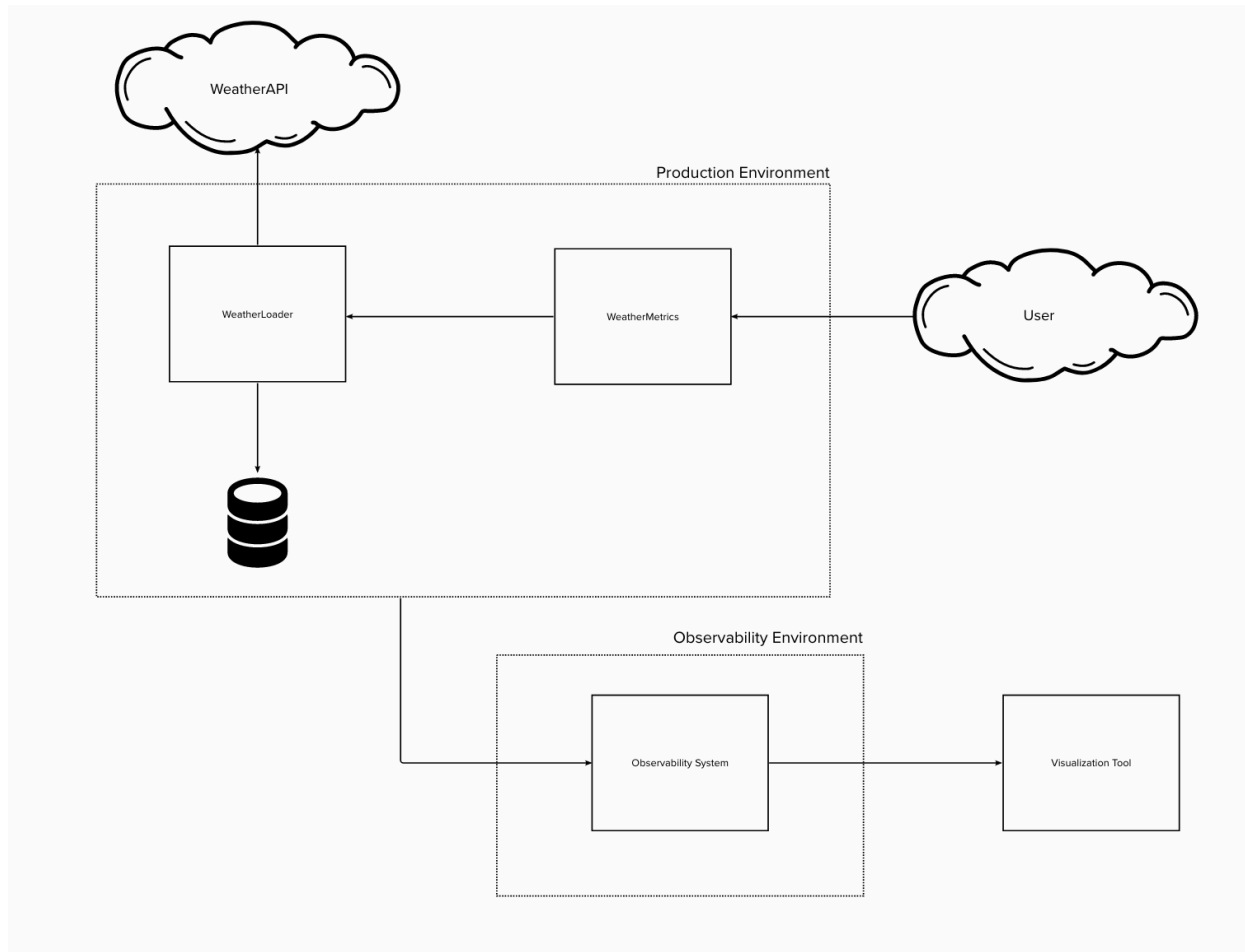 WeatherAPI
Production Environment
WeatherLoader
WeatherMetrics
User
Observability Environment
Observability System
Visualization Tool